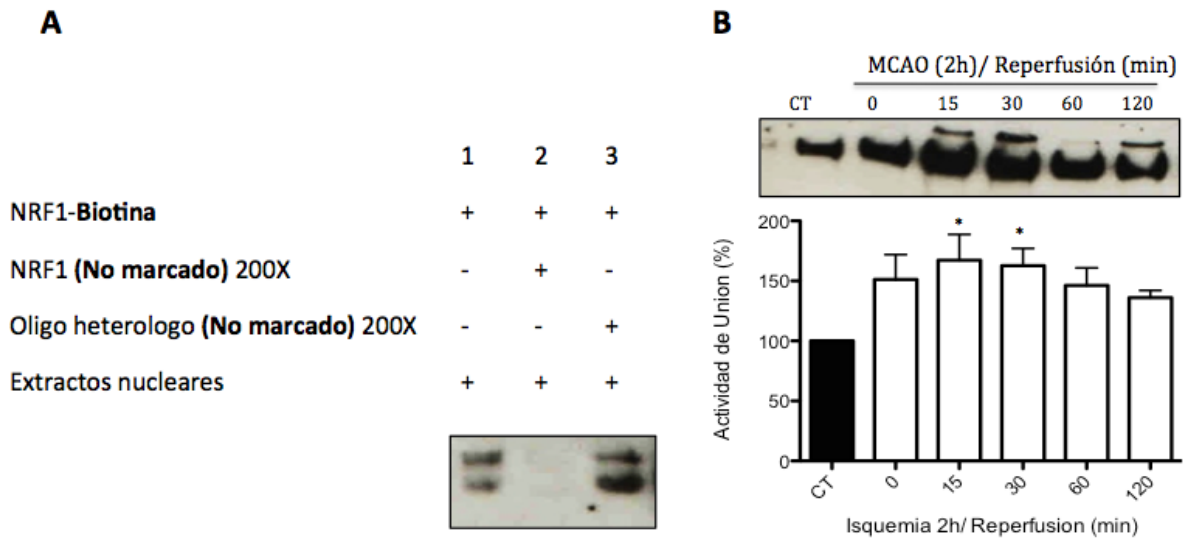 A
1 2 3
NRF1-Biotina + + +
NRF1 (No marcado) 200X - + -
Oligo heterologo (No marcado) 200X - - +
Extractos nucleares + + +
B
MCAO (2h)/ Reperfusión (min)
CT 0 15 30 60 120
Actividad de Union (%)
200
150
100
50
0
* *
CT 0 15 30 60 120
Isquemia 2h/ Reperfusion (min)